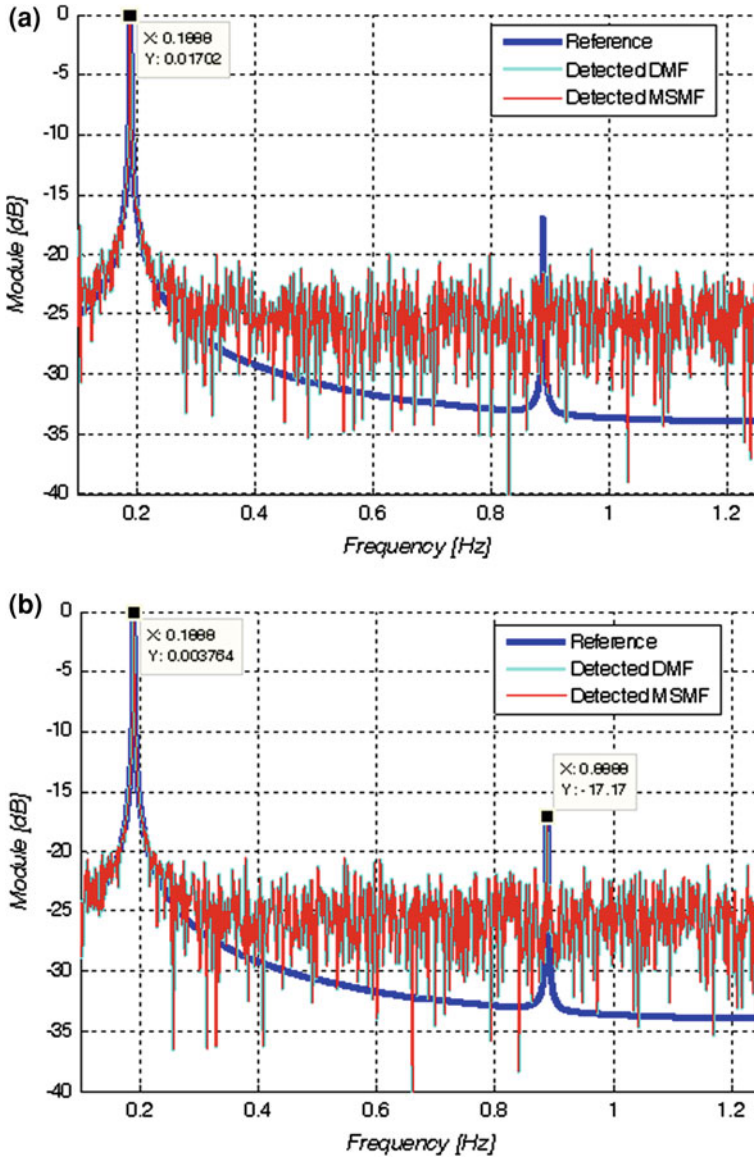 (a)
0
-5
-10
-15
-20
-25
-30
-35
-40
Module [dB]
X: 0.1888
Y: 0.01702
Reference
Detected DMF
Detected MSMF
0.2
0.4
0.6
0.8
1
1.2
Frequency [Hz]
(b)
0
-5
-10
-15
-20
-25
-30
-35
-40
Module [dB]
X: 0.1888
Y: 0.003764
Reference
Detected DMF
Detected MSMF
X: 0.8888
Y: -17.17
0.2
0.4
0.6
0.8
1
1.2
Frequency [Hz]